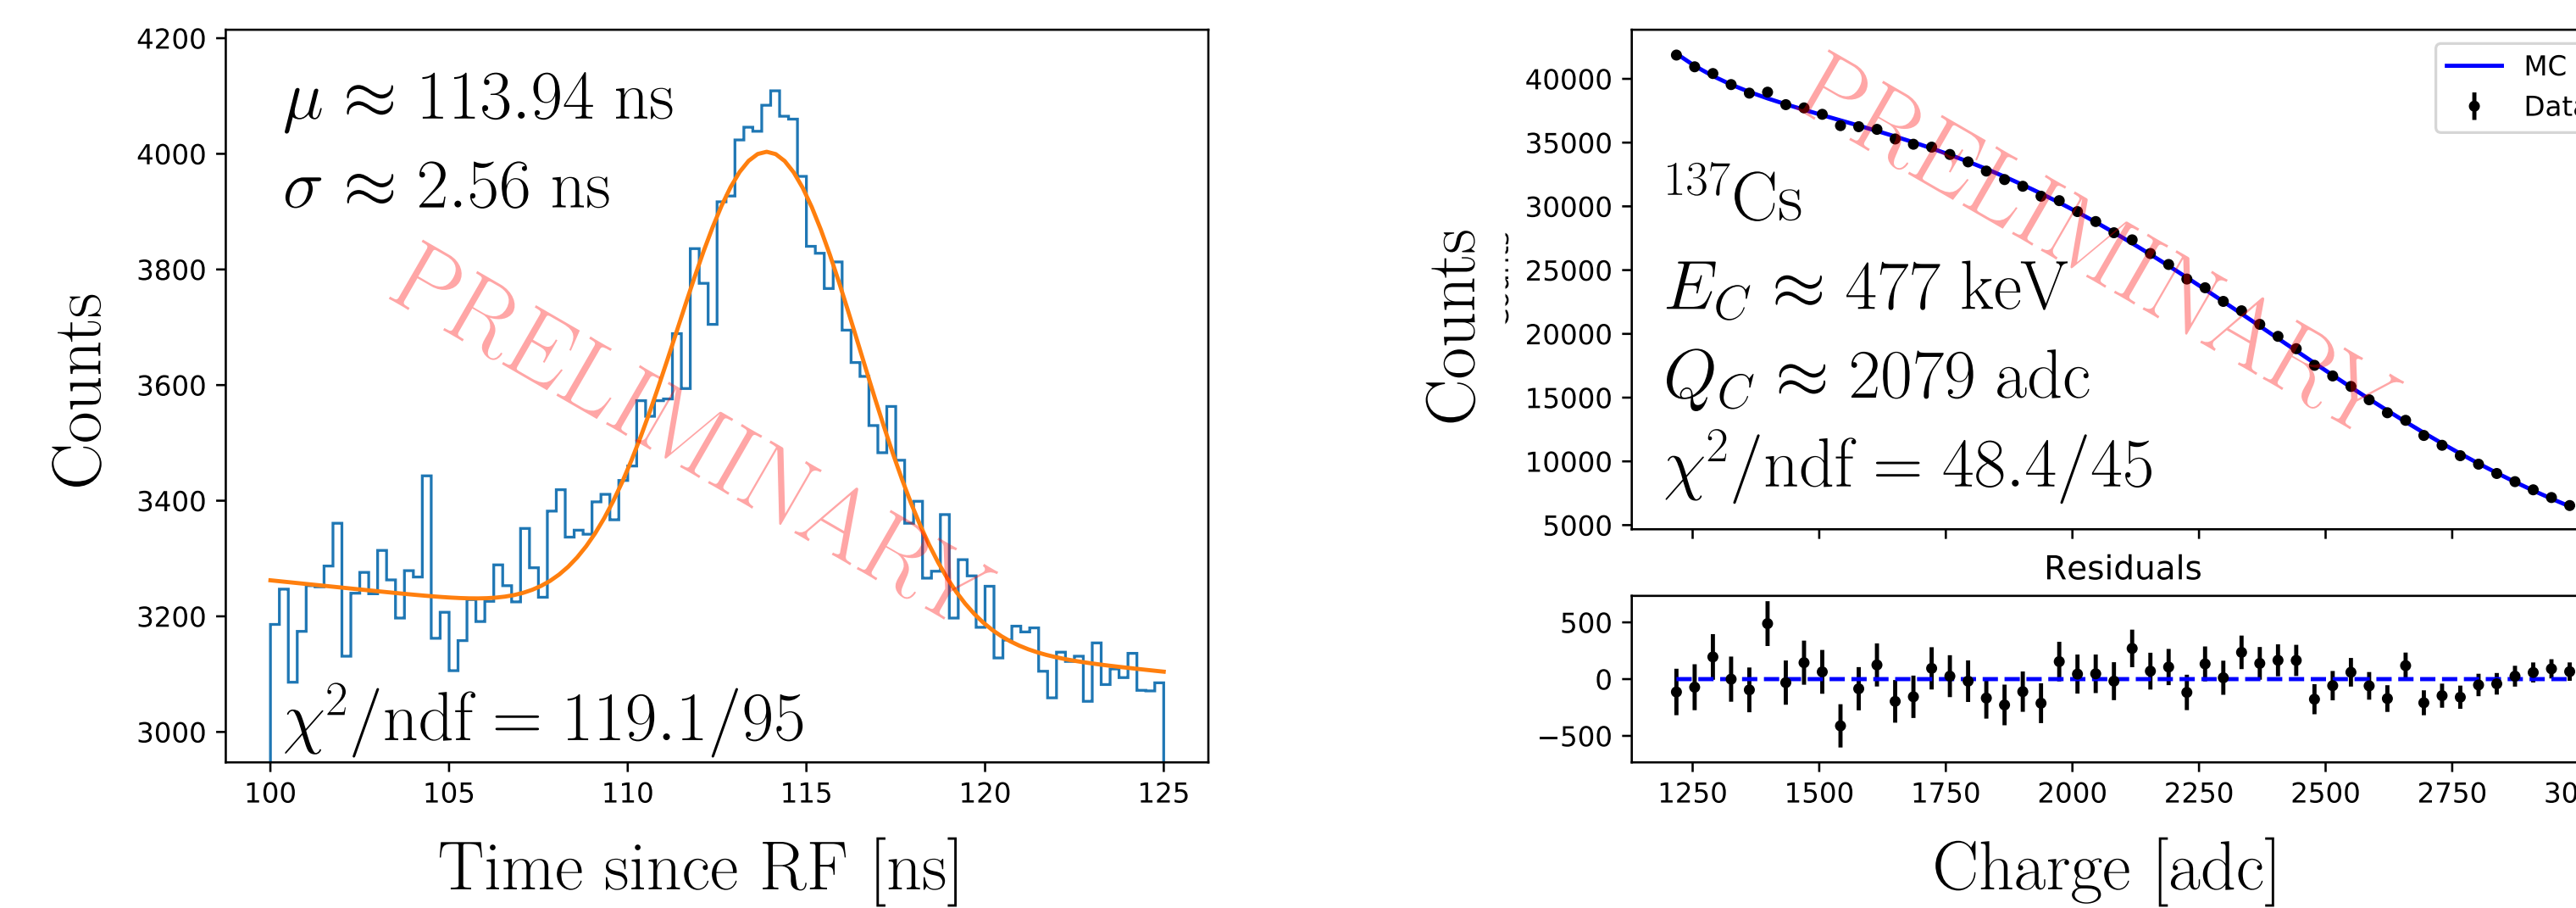 4200
4000
3800
3600
3400
3200
3000
Counts
μ ≈ 113.94 ns
σ ≈ 2.56 ns
PRELIMINARY
χ²/ndf = 119.1/95
100 105 110 115 120 125
Time since RF [ns]
Counts
40000
35000
30000
25000
20000
15000
10000
5000
MC
Data
PRELIMINARY
¹³⁷Cs
E_C ≈ 477 keV
Q_C ≈ 2079 adc
χ²/ndf = 48.4/45
Residuals
500
0
−500
1250 1500 1750 2000 2250 2500 2750
Charge [adc]